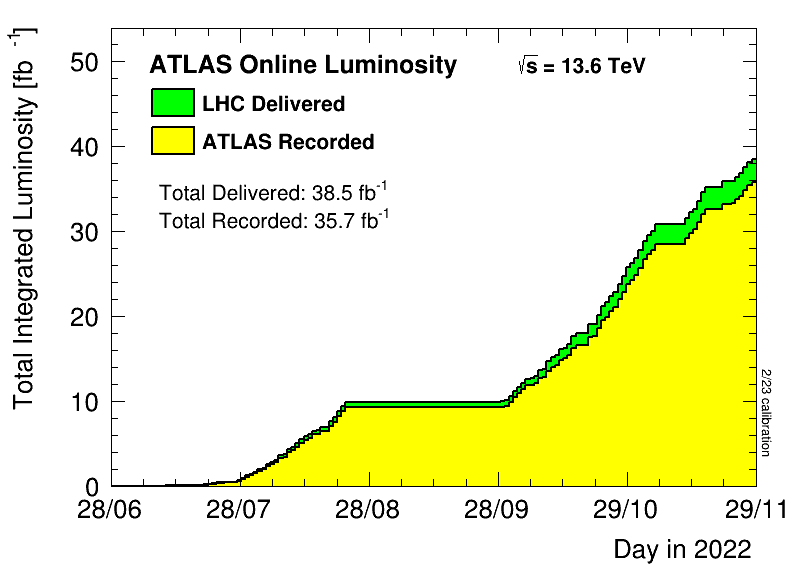 Total Integrated Luminosity [fb⁻¹]
50
40
30
20
10
0
ATLAS Online Luminosity √s = 13.6 TeV
LHC Delivered
ATLAS Recorded
Total Delivered: 38.5 fb⁻¹
Total Recorded: 35.7 fb⁻¹
2/23 calibration
28/06 28/07 28/08 28/09 29/10 29/11
Day in 2022